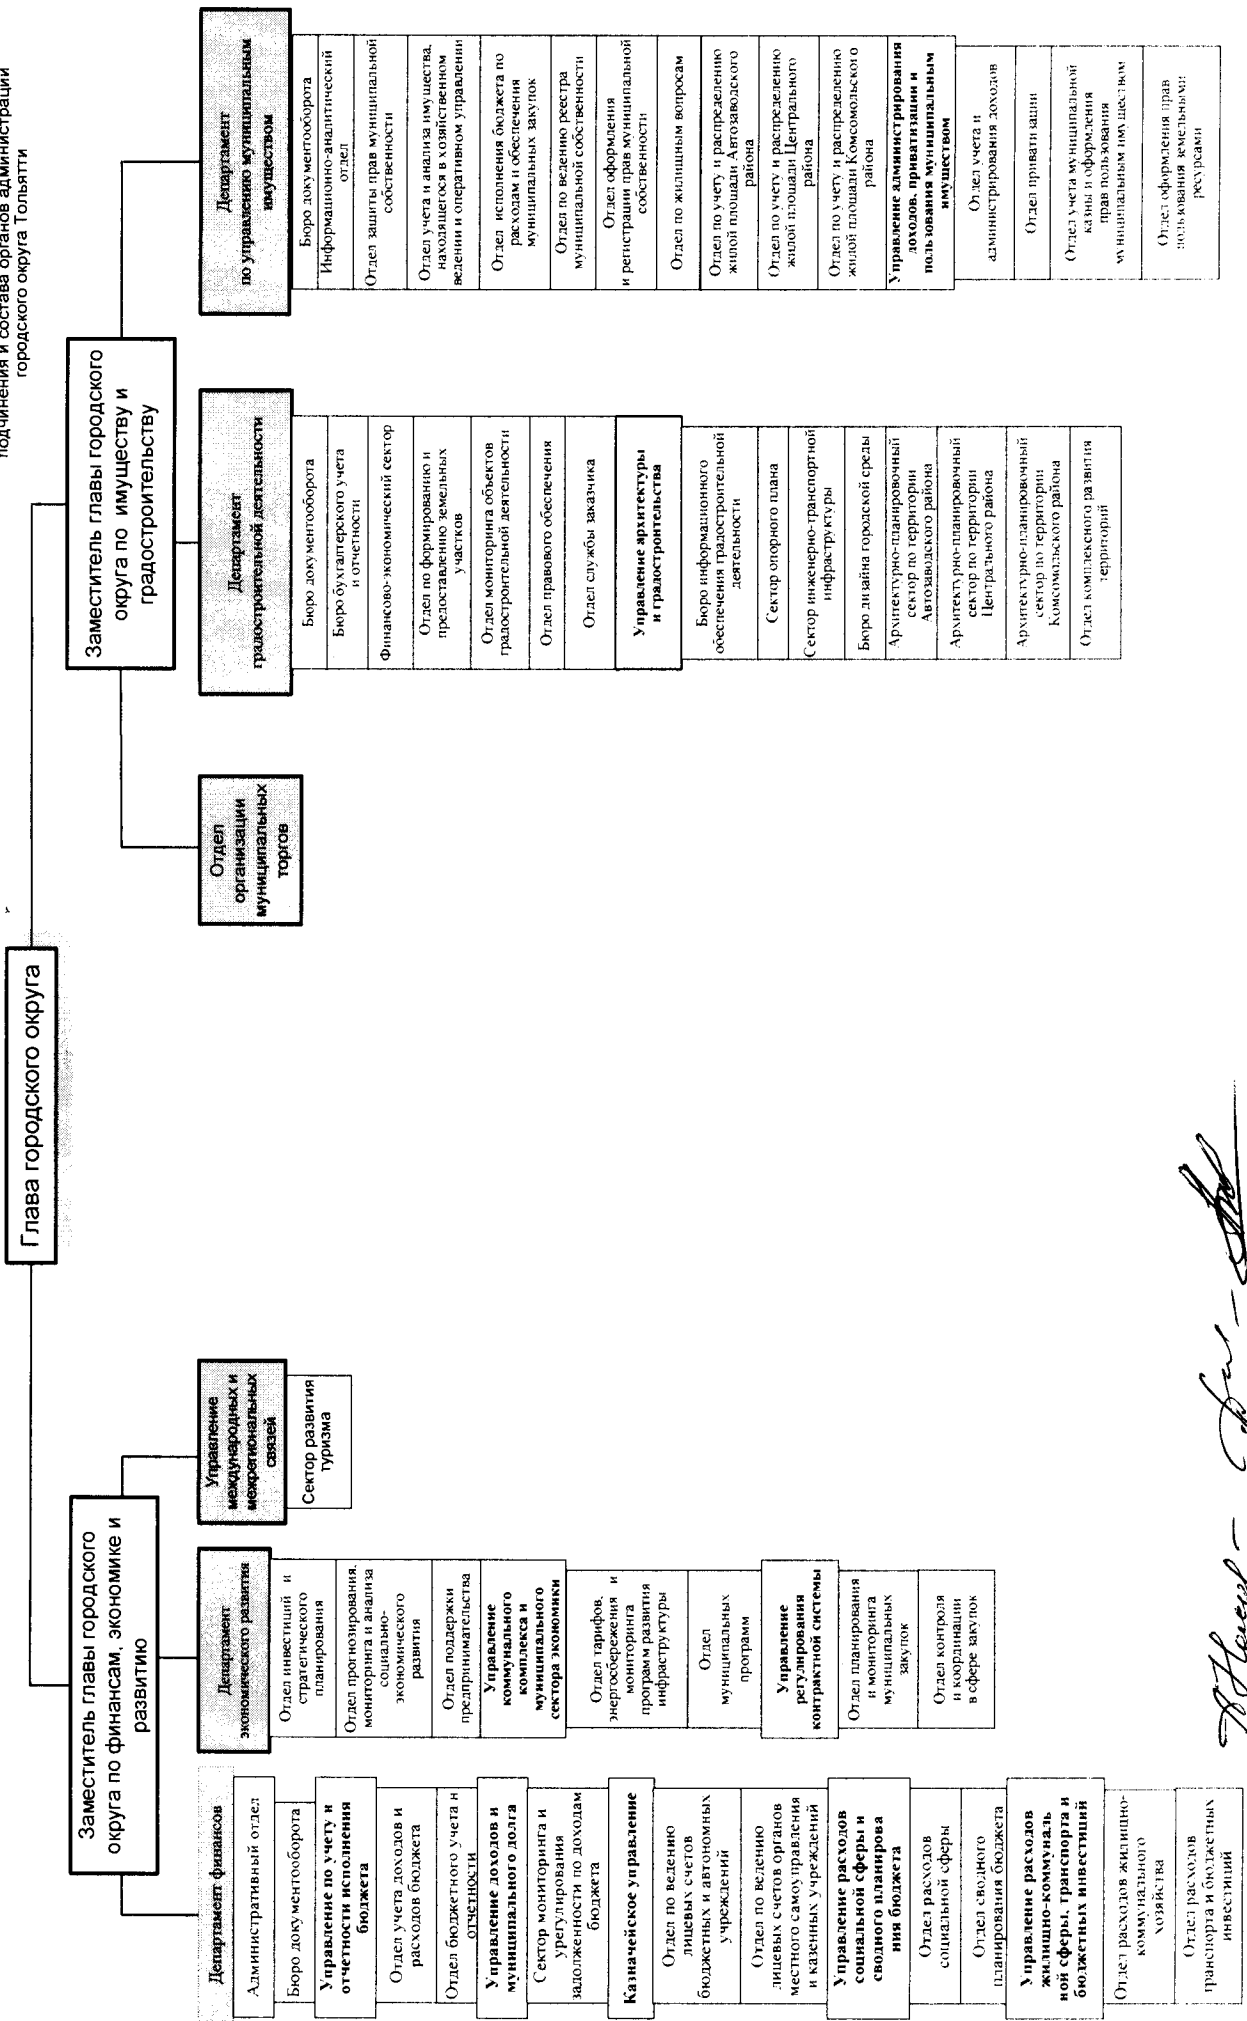 подчинения и состава органов администрации
городского округа Тольятти
Глава городского округа
Заместитель главы городского
округа по финансам, экономике и
развитию
Департамент финансов
Административный отдел
Бюро документооборота
Управление по учету и
отчетности исполнения
бюджета
Отдел учета доходов и
расходов бюджета
Отдел бюджетного учета и
отчетности
Управление доходов и
муниципального долга
Сектор мониторинга и
урегулирования
задолженности по доходам
бюджета
Казначейское управление
Отдел по ведению
лицевых счетов
бюджетных и автономных
учреждений
Отдел по ведению
лицевых счетов органов
местного самоуправления
и казенных учреждений
Управление расходов
социальной сферы и
сводного планирова
ния бюджета
Отдел расходов
социальной сферы
Отдел сводного
планирования бюджета
Управление расходов
жилищно-коммуналь
ной сферы, транспорта и
бюджетных инвестиций
Отдел расходов жилищно-
коммунального
хозяйства
Отдел расходов
транспорта и бюджетных
инвестиций
Департамент
экономического развития
Отдел инвестиций и
стратегического
планирования
Отдел прогнозирования,
мониторинга и анализа
социально-
экономического
развития
Отдел поддержки
предпринимательства
Управление
коммунального
комплекса и
муниципального
сектора экономики
Отдел тарифов,
энергосбережения и
мониторинга
программ развития
инфраструктуры
Отдел
муниципальных
программ
Управление
регулирования
контрактной системы
Отдел планирования
и мониторинга
муниципальных
закупок
Отдел контроля
и координации
в сфере закупок
Управление
международных и
межрегиональных
связей
Сектор развития
туризма
Заместитель главы городского
округа по имуществу и
градостроительству
Отдел
организации
муниципальных
торгов
Департамент
градостроительной деятельности
Бюро документооборота
Бюро бухгалтерского учета
и отчетности
Финансово-экономический сектор
Отдел по формированию и
предоставлению земельных
участков
Отдел мониторинга объектов
градостроительной деятельности
Отдел правового обеспечения
Отдел службы заказчика
Управление архитектуры
и градостроительства
Бюро информационного
обеспечения градостроительной
деятельности
Сектор опорного плана
Сектор инженерно-транспортной
инфраструктуры
Бюро дизайна городской среды
Архитектурно-планировочный
сектор по территории
Автозаводского района
Архитектурно-планировочный
сектор по территории
Центрального района
Архитектурно-планировочный
сектор по территории
Комсомольского района
Отдел комплексного развития
территорий
Департамент
по управлению муниципальным
имуществом
Бюро документооборота
Информационно-аналитический
отдел
Отдел защиты прав муниципальной
собственности
Отдел учета и анализа имущества,
находящегося в хозяйственном
ведении и оперативном управлении
Отдел исполнения бюджета по
расходам и обеспечения
муниципальных закупок
Отдел по ведению реестра
муниципальной собственности
Отдел оформления
и регистрации прав муниципальной
собственности
Отдел по жилищным вопросам
Отдел по учету и распределению
жилой площади Автозаводского
района
Отдел по учету и распределению
жилой площади Центрального
района
Отдел по учету и распределению
жилой площади Комсомольского
района
Управление администрирования
доходов, приватизации и
пользования муниципальным
имуществом
Отдел учета и
администрирования доходов
Отдел приватизации
Отдел учета муниципальной
казны и оформления
прав пользования
муниципальным имуществом
Отдел оформления прав
пользования земельными
ресурсами